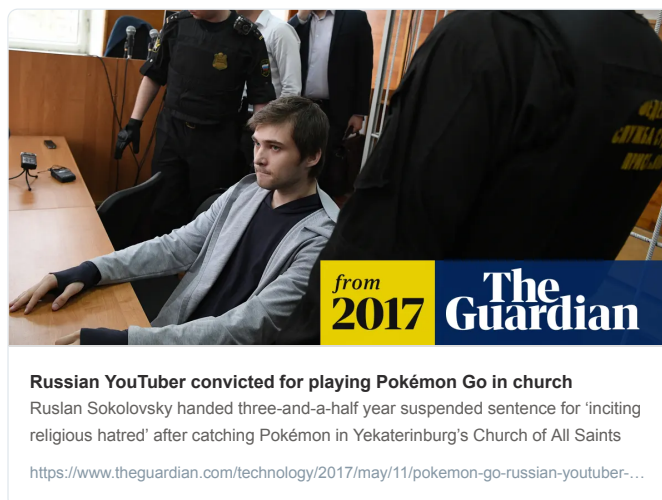 from
2017
The
Guardian
Russian YouTuber convicted for playing Pokémon Go in church
Ruslan Sokolovsky handed three-and-a-half year suspended sentence for ‘inciting
religious hatred’ after catching Pokémon in Yekaterinburg’s Church of All Saints
https://www.theguardian.com/technology/2017/may/11/pokemon-go-russian-youtuber-…